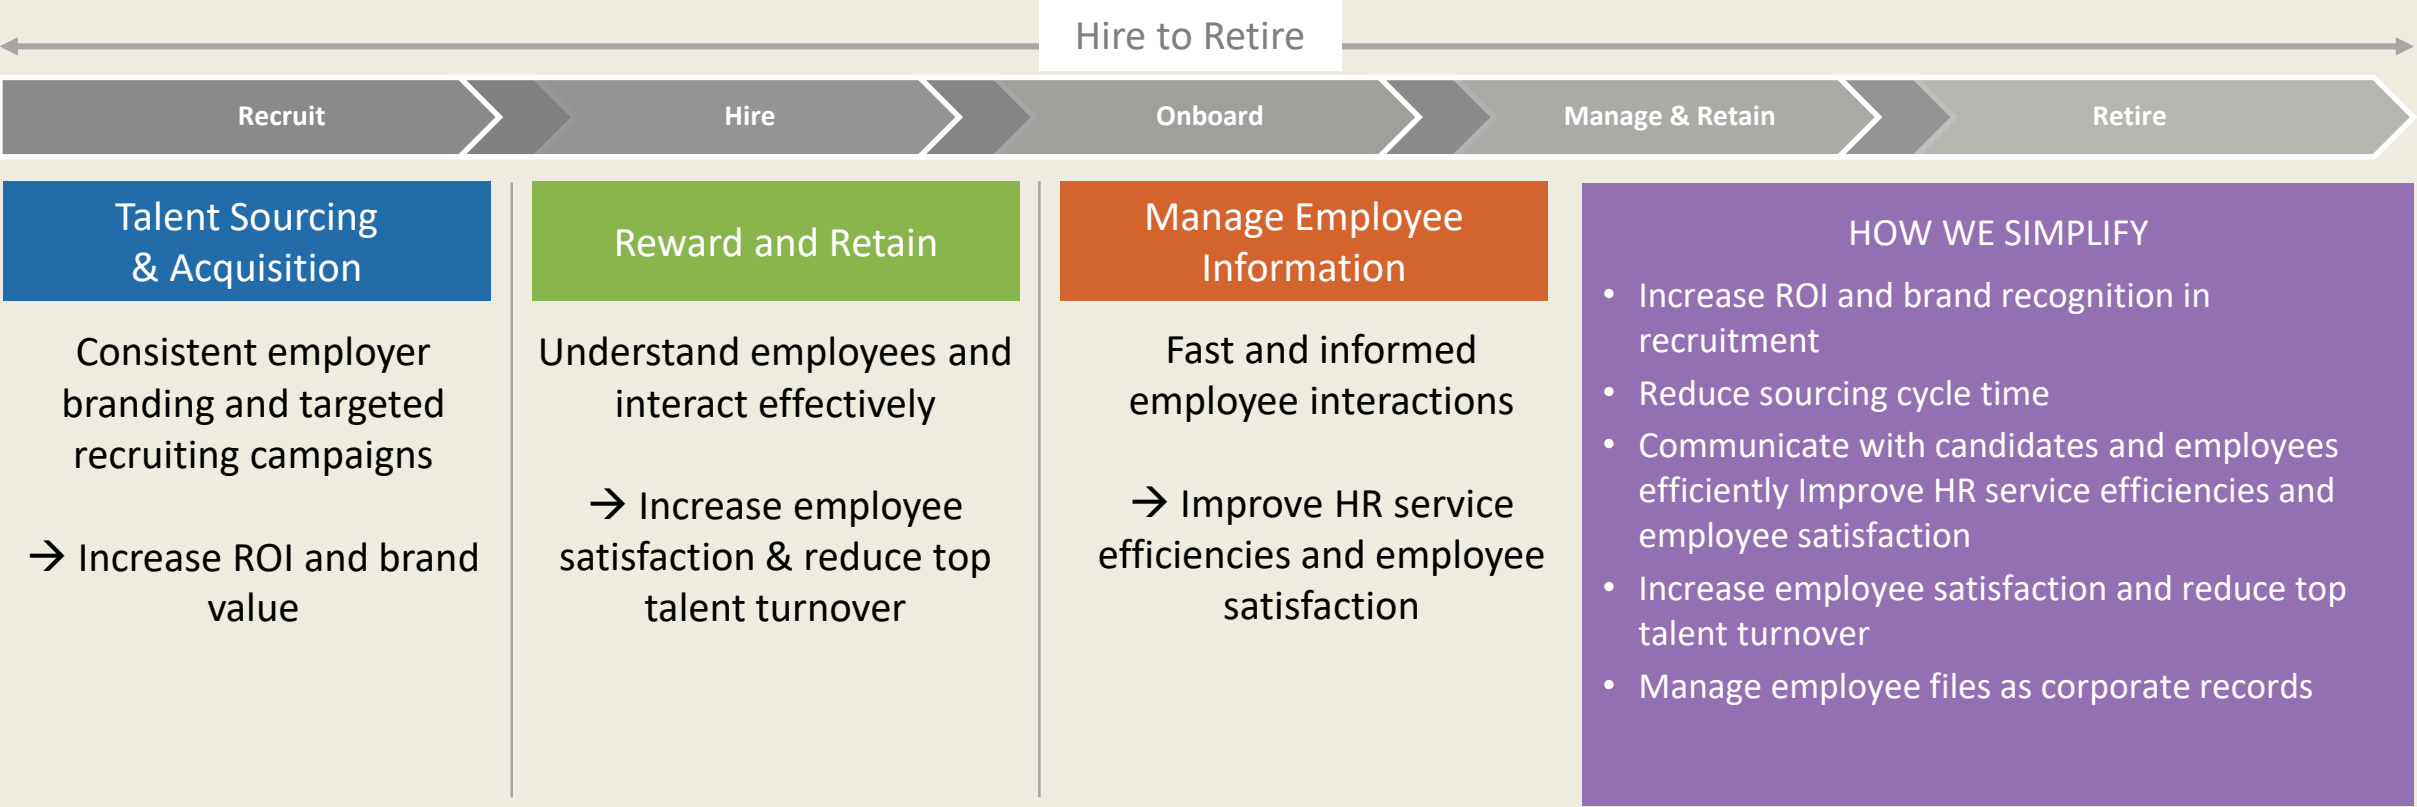 Hire to Retire
Recruit
Hire
Onboard
Manage & Retain
Retire
Talent Sourcing
& Acquisition
Consistent employer
branding and targeted
recruiting campaigns
→ Increase ROI and brand
value
Reward and Retain
Understand employees and
interact effectively
→ Increase employee
satisfaction & reduce top
talent turnover
Manage Employee
Information
Fast and informed
employee interactions
→ Improve HR service
efficiencies and employee
satisfaction
HOW WE SIMPLIFY
• Increase ROI and brand recognition in
recruitment
• Reduce sourcing cycle time
• Communicate with candidates and employees
efficiently Improve HR service efficiencies and
employee satisfaction
• Increase employee satisfaction and reduce top
talent turnover
• Manage employee files as corporate records